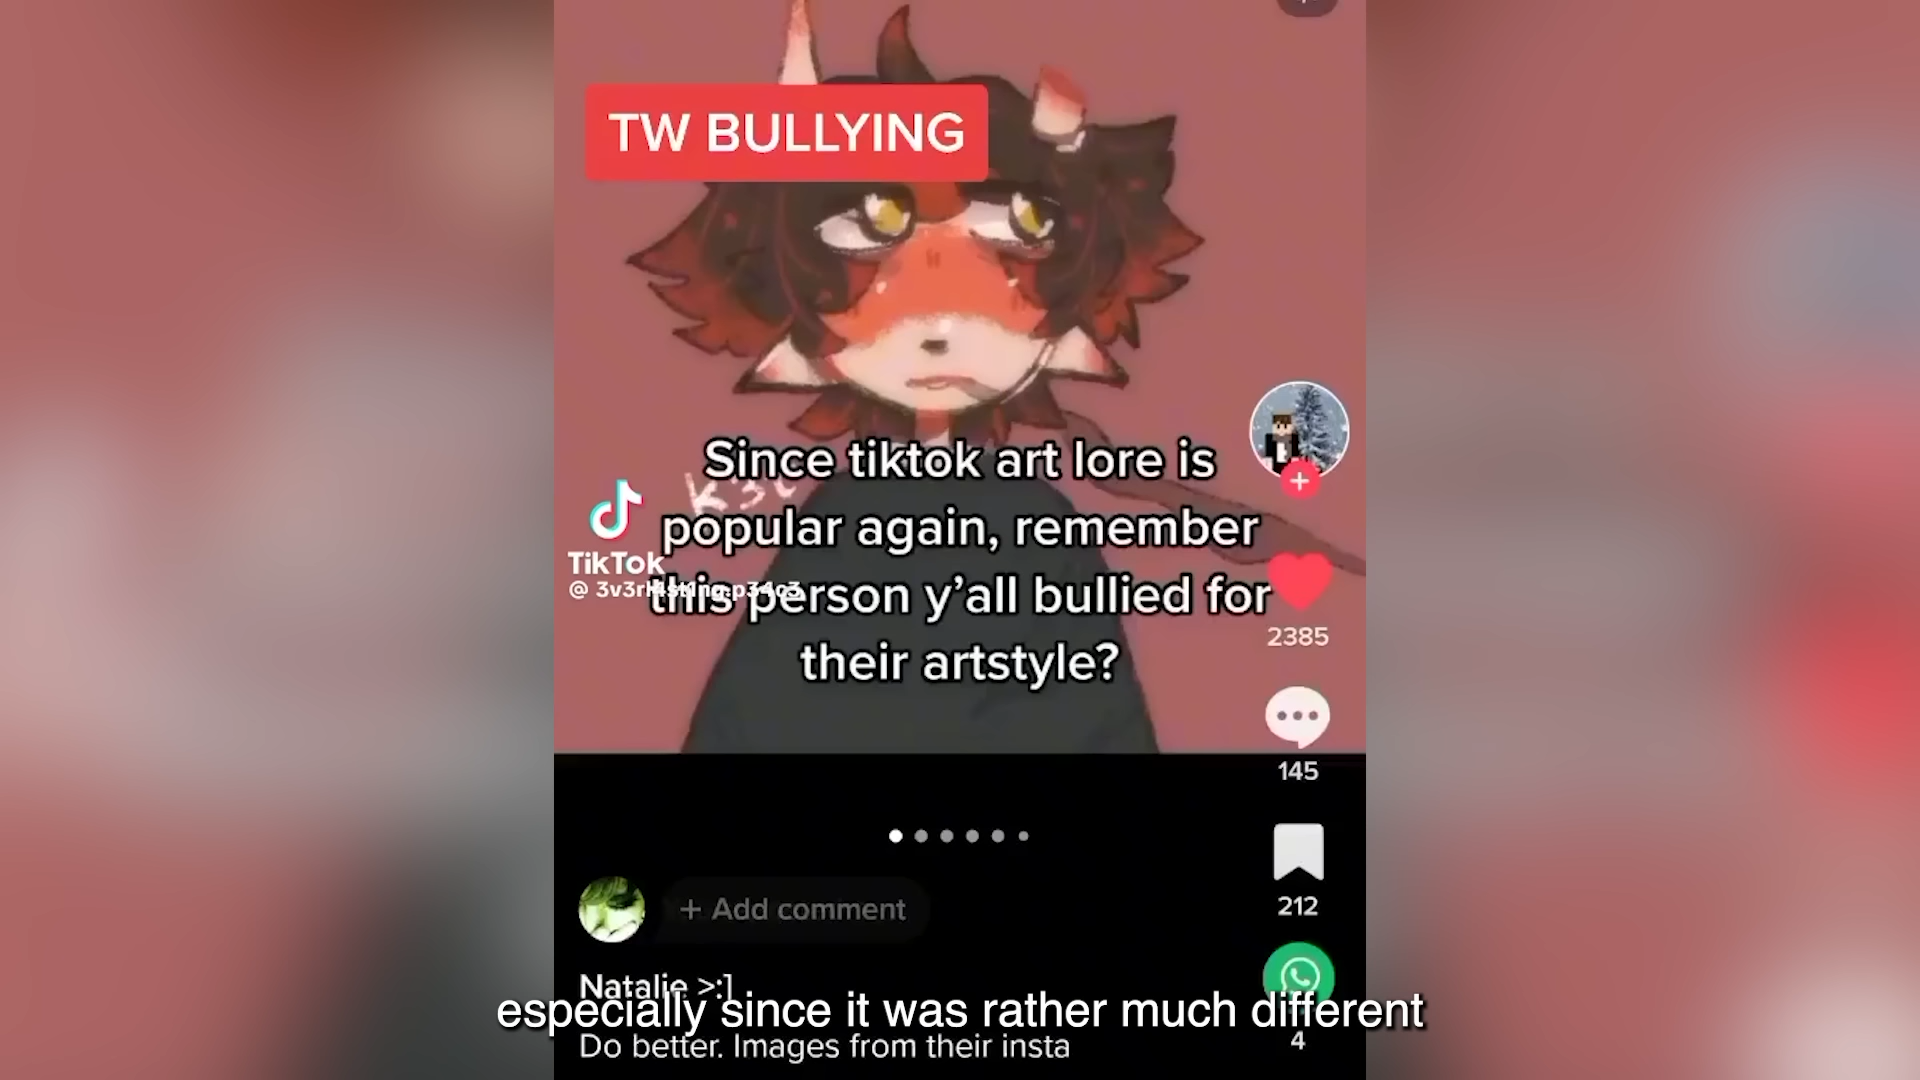 TW BULLYING
Since tiktok art lore is
popular again, remember
this person y'all bullied for
their artstyle?
TikTok
2385
145
212
+ Add comment
Natalie >:]
especially since it was rather much different
Do better. Images from their insta
4